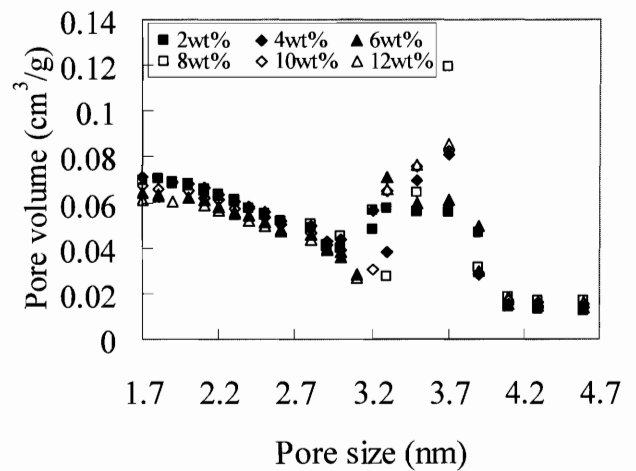 0.14
0.12
0.1
0.08
0.06
0.04
0.02
0
Pore volume (cm³/g)
2wt% 4wt% 6wt%
8wt% 10wt% 12wt%
1.7 2.2 2.7 3.2 3.7 4.2 4.7
Pore size (nm)